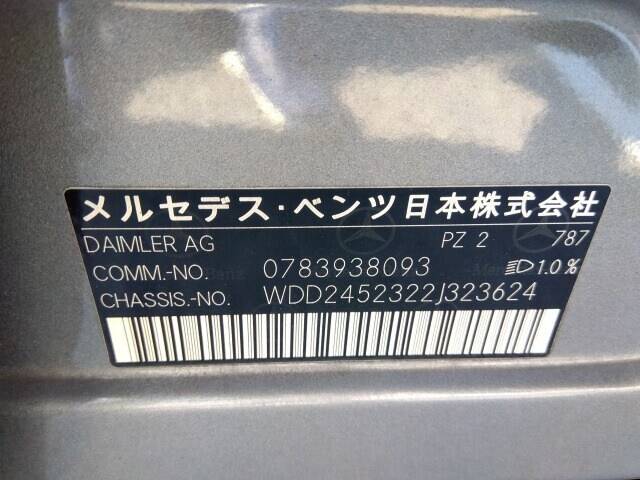 メルセデス・ベンツ日本株式会社
DAIMLER AG PZ 2 787
COMM.-NO. 0783938093 1.0%
CHASSIS.-NO. WDD2452322J323624